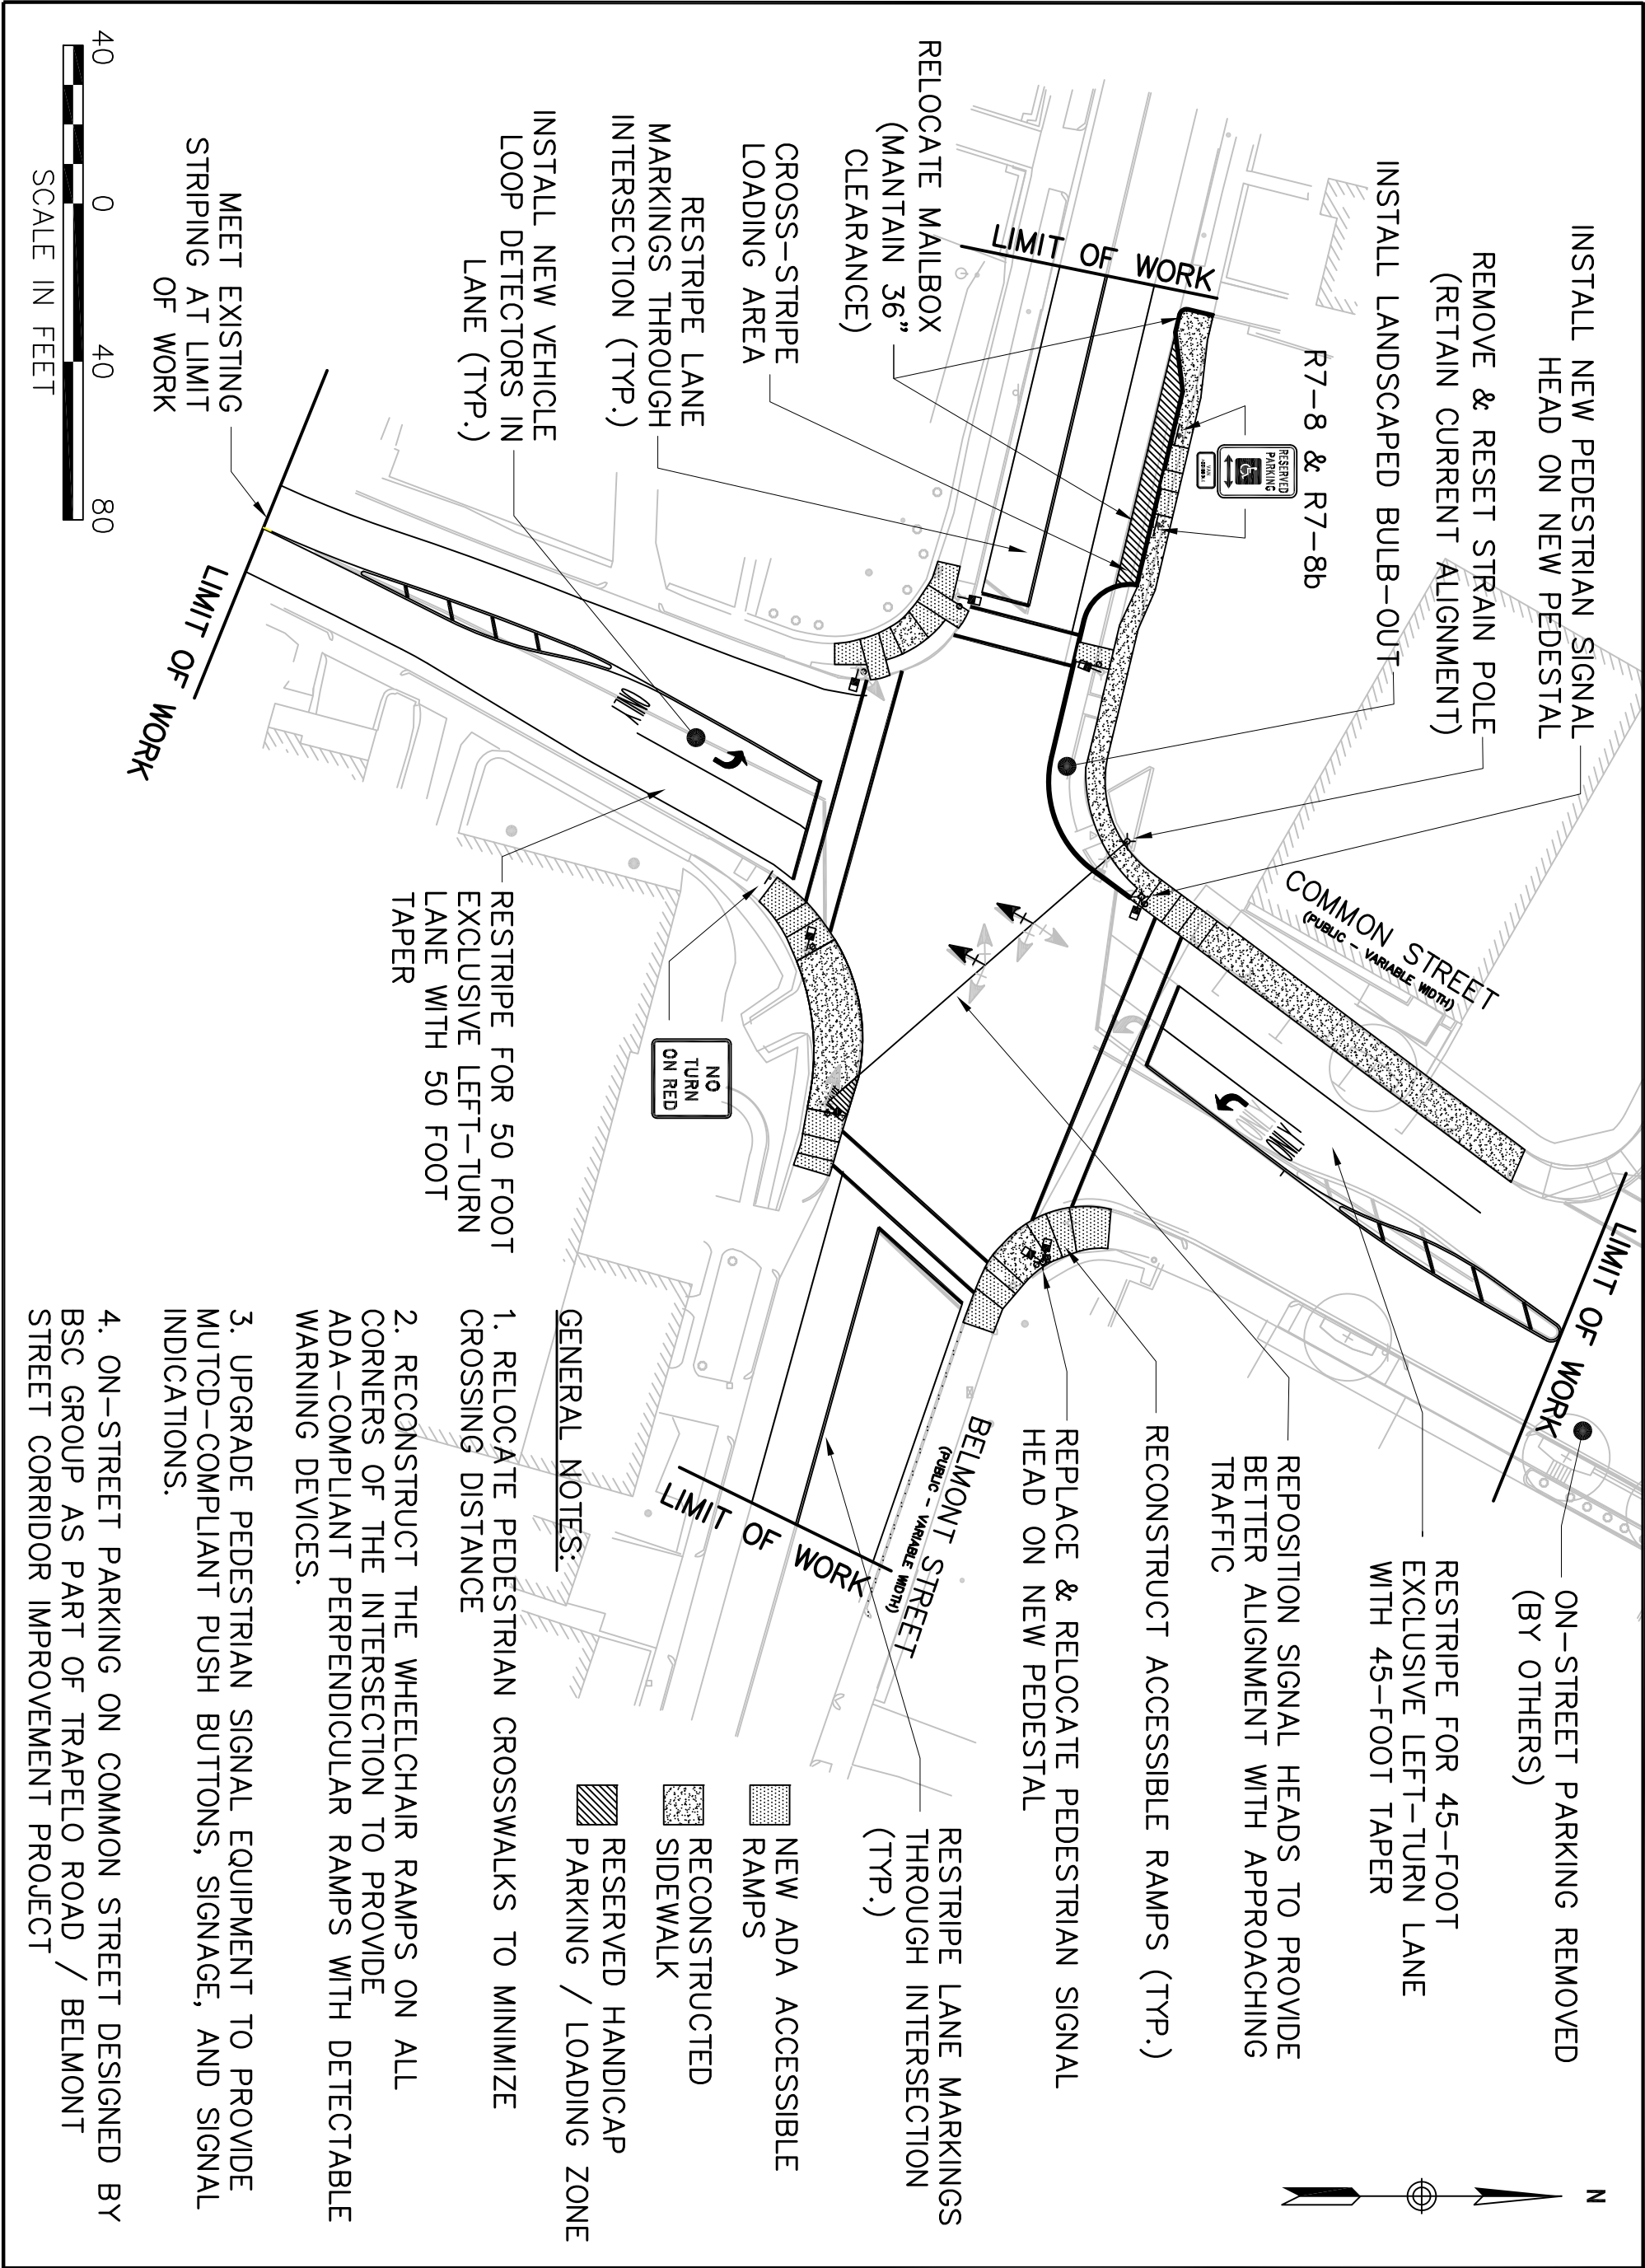 INSTALL NEW PEDESTRIAN SIGNAL
HEAD ON NEW PEDESTAL
REMOVE & RESET STRAIN POLE
(RETAIN CURRENT ALIGNMENT)
INSTALL LANDSCAPED BULB-OUT
R7-8 & R7-8b
RESERVED
PARKING
VAN
RELOCATE MAILBOX
(MAINTAIN 36"
CLEARANCE)
CROSS-STRIPE
LOADING AREA
RESTRIPE LANE
MARKINGS THROUGH
INTERSECTION (TYP.)
INSTALL NEW VEHICLE
LOOP DETECTORS IN
LANE (TYP.)
MEET EXISTING
STRIPING AT LIMIT
OF WORK
40 0 40 80
SCALE IN FEET
LIMIT OF WORK
LIMIT OF WORK
LIMIT OF WORK
LIMIT OF WORK
COMMON STREET
(PUBLIC - VARIABLE WIDTH)
BELMONT STREET
(PUBLIC - VARIABLE WIDTH)
NO
TURN
ON RED
RESTRIPE FOR 50 FOOT
EXCLUSIVE LEFT-TURN
LANE WITH 50 FOOT
TAPER
ON-STREET PARKING REMOVED
(BY OTHERS)
RESTRIPE FOR 45-FOOT
EXCLUSIVE LEFT-TURN LANE
WITH 45-FOOT TAPER
REPOSITION SIGNAL HEADS TO PROVIDE
BETTER ALIGNMENT WITH APPROACHING
TRAFFIC
RECONSTRUCT ACCESSIBLE RAMPS (TYP.)
REPLACE & RELOCATE PEDESTRIAN SIGNAL
HEAD ON NEW PEDESTAL
RESTRIPE LANE MARKINGS
THROUGH INTERSECTION
(TYP.)
NEW ADA ACCESSIBLE
RAMPS
RECONSTRUCTED
SIDEWALK
RESERVED HANDICAP
PARKING / LOADING ZONE
GENERAL NOTES:
1. RELOCATE PEDESTRIAN CROSSWALKS TO MINIMIZE
CROSSING DISTANCE
2. RECONSTRUCT THE WHEELCHAIR RAMPS ON ALL
CORNERS OF THE INTERSECTION TO PROVIDE
ADA-COMPLIANT PERPENDICULAR RAMPS WITH DETECTABLE
WARNING DEVICES.
3. UPGRADE PEDESTRIAN SIGNAL EQUIPMENT TO PROVIDE
MUTCD-COMPLIANT PUSH BUTTONS, SIGNAGE, AND SIGNAL
INDICATIONS.
4. ON-STREET PARKING ON COMMON STREET DESIGNED BY
BSC GROUP AS PART OF TRAPELO ROAD / BELMONT
STREET CORRIDOR IMPROVEMENT PROJECT
N